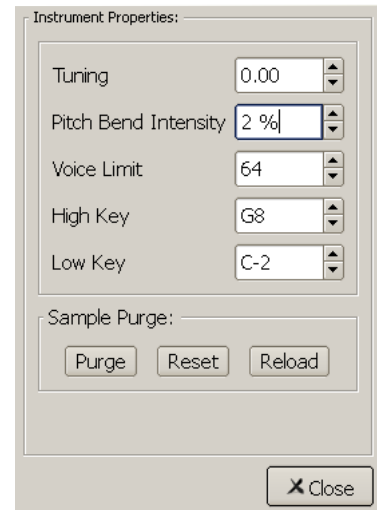 Instrument Properties:
Tuning 0.00
Pitch Bend Intensity 2 %
Voice Limit 64
High Key G8
Low Key C-2
Sample Purge:
Purge Reset Reload
Close